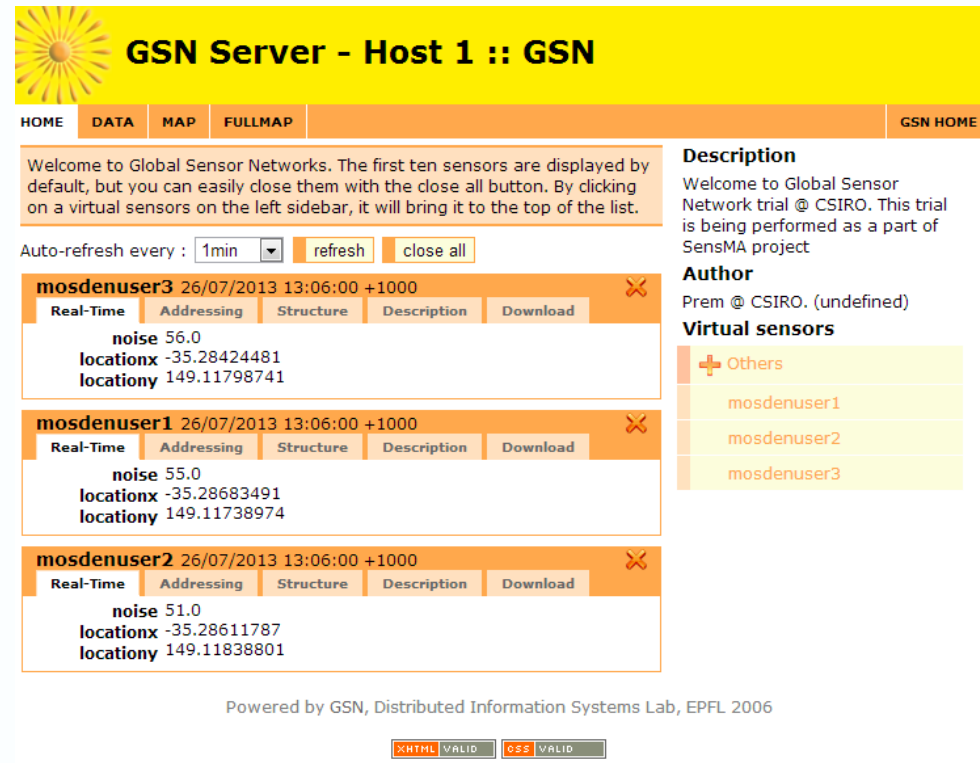 GSN Server - Host 1 :: GSN
HOME DATA MAP FULLMAP GSN HOME
Welcome to Global Sensor Networks. The first ten sensors are displayed by
default, but you can easily close them with the close all button. By clicking
on a virtual sensors on the left sidebar, it will bring it to the top of the list.
Auto-refresh every : 1min refresh close all
mosdenuser3 26/07/2013 13:06:00 +1000
Real-Time Addressing Structure Description Download
noise 56.0
locationx -35.28424481
locationy 149.11798741
mosdenuser1 26/07/2013 13:06:00 +1000
Real-Time Addressing Structure Description Download
noise 55.0
locationx -35.28683491
locationy 149.11738974
mosdenuser2 26/07/2013 13:06:00 +1000
Real-Time Addressing Structure Description Download
noise 51.0
locationx -35.28611787
locationy 149.11838801
Description
Welcome to Global Sensor
Network trial @ CSIRO. This trial
is being performed as a part of
SensMA project
Author
Prem @ CSIRO. (undefined)
Virtual sensors
Others
mosdenuser1
mosdenuser2
mosdenuser3
Powered by GSN, Distributed Information Systems Lab, EPFL 2006
XHTML VALID CSS VALID